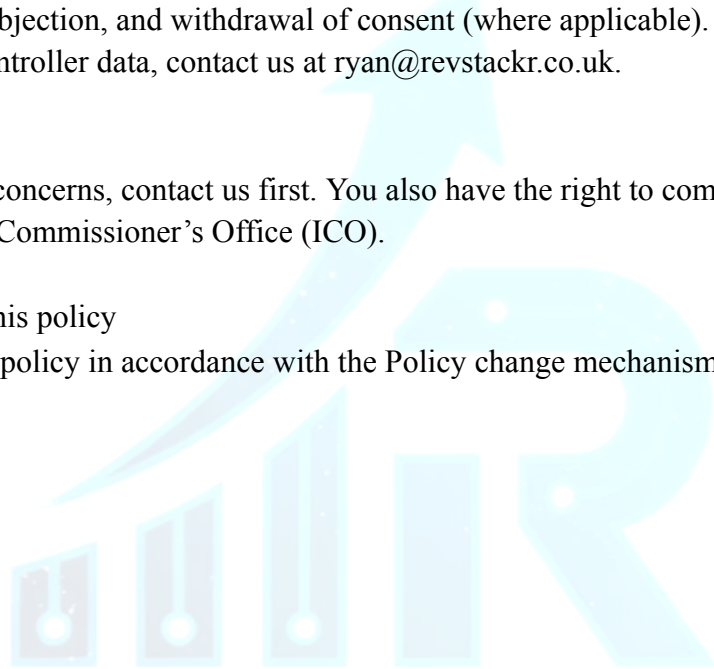 bjection, and withdrawal of consent (where applicable).
ntroller data, contact us at ryan@revstackr.co.uk.
concerns, contact us first. You also have the right to com
Commissioner’s Office (ICO).
his policy
policy in accordance with the Policy change mechanism